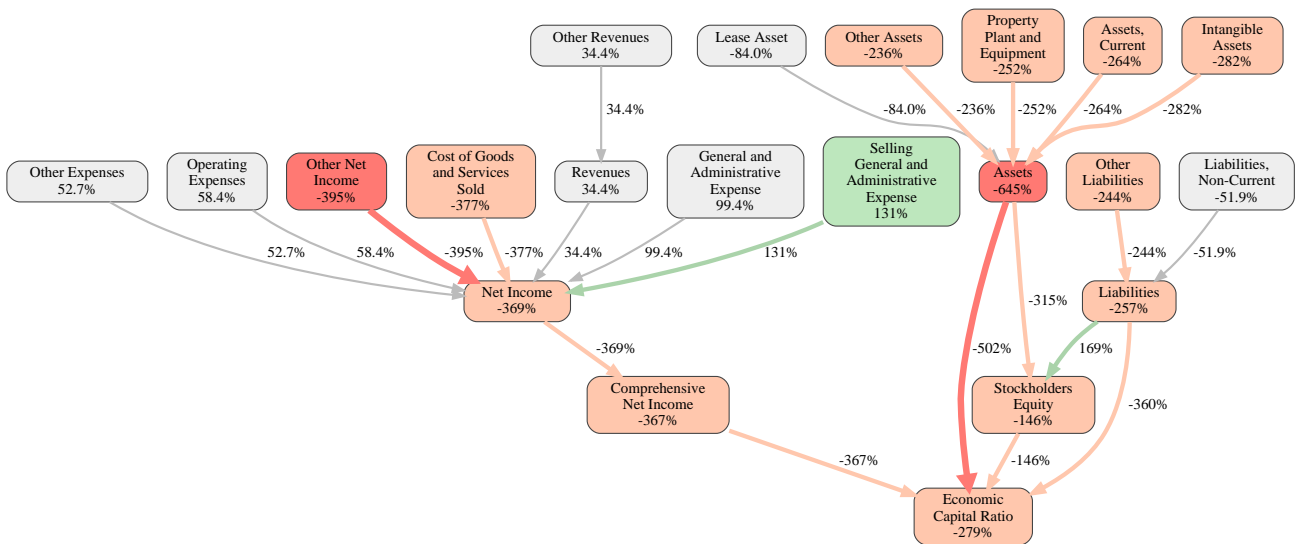 Other Revenues
34.4%
Lease Asset
-84.0%
Other Assets
-236%
Property
Plant and
Equipment
-252%
Assets,
Current
-264%
Intangible
Assets
-282%
34.4%
-84.0%
-236%
-252%
-264%
-282%
Other Expenses
52.7%
Operating
Expenses
58.4%
Other Net
Income
-395%
Cost of Goods
and Services
Sold
-377%
Revenues
34.4%
General and
Administrative
Expense
99.4%
Selling
General and
Administrative
Expense
131%
Assets
-645%
Other
Liabilities
-244%
Liabilities,
Non-Current
-51.9%
52.7%
58.4%
-395%
-377%
34.4%
99.4%
131%
-244%
-51.9%
Net Income
-369%
-315%
Liabilities
-257%
-369%
-502%
169%
Comprehensive
Net Income
-367%
Stockholders
Equity
-146%
-360%
-367%
-146%
Economic
Capital Ratio
-279%